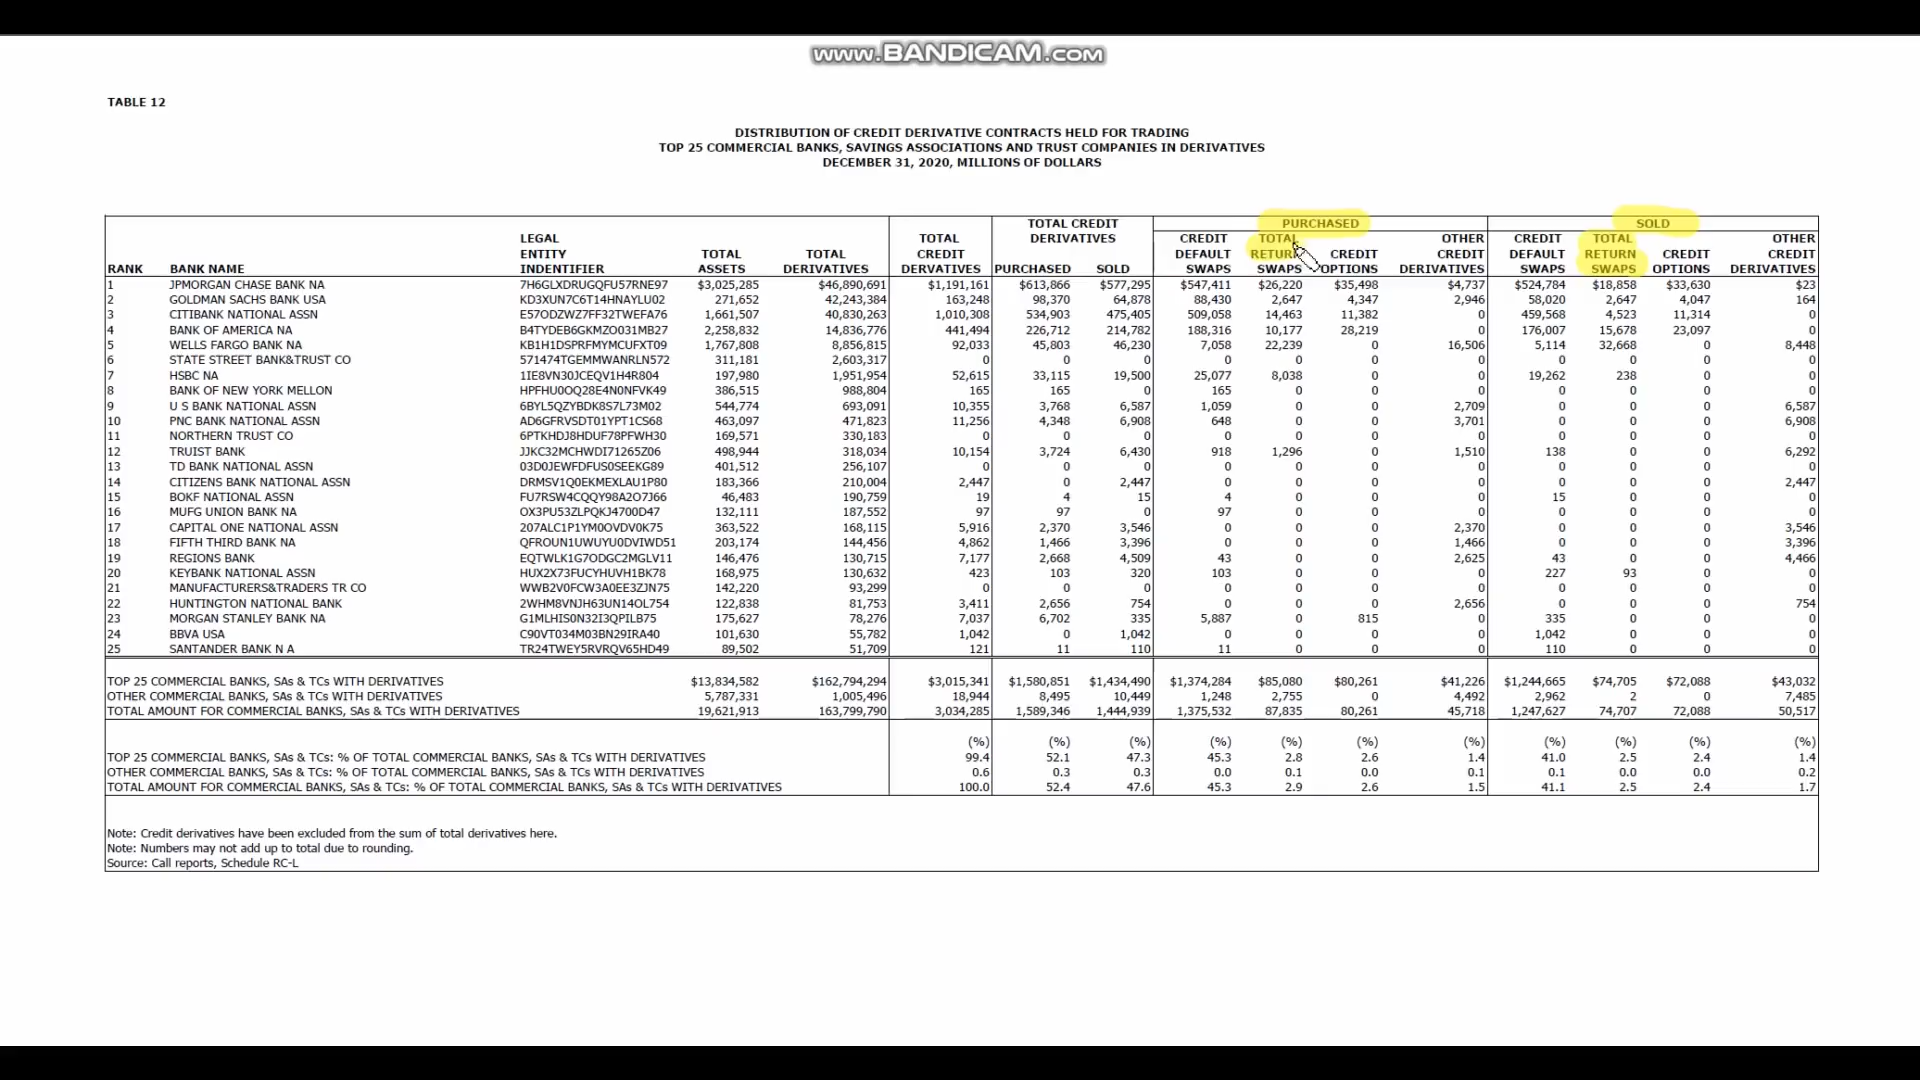 www.BANDICAM.com
TABLE 12
DISTRIBUTION OF CREDIT DERIVATIVE CONTRACTS HELD FOR TRADING
TOP 25 COMMERCIAL BANKS, SAVINGS ASSOCIATIONS AND TRUST COMPANIES IN DERIVATIVES
DECEMBER 31, 2020, MILLIONS OF DOLLARS
TOTAL CREDIT PURCHASED SOLD
LEGAL TOTAL DERIVATIVES CREDIT TOTAL OTHER CREDIT TOTAL OTHER
ENTITY TOTAL TOTAL CREDIT DEFAULT RETURN CREDIT CREDIT DEFAULT RETURN CREDIT CREDIT
RANK BANK NAME INDENTIFIER ASSETS DERIVATIVES DERVATIVES PURCHASED SOLD SWAPS SWAPS OPTIONS DERIVATIVES SWAPS SWAPS OPTIONS DERIVATIVES
1 JPMORGAN CHASE BANK NA 7H6GLXDRUGQFU57RNE97 $3,025,285 $46,890,691 $1,191,161 $613,866 $577,295 $547,411 $26,220 $35,498 $4,737 $524,784 $18,858 $33,630 $23
2 GOLDMAN SACHS BANK USA KD3XUN7C6T14HNAYLU02 271,652 42,243,384 163,248 98,370 64,878 88,430 2,647 4,347 2,946 58,020 2,647 4,047 164
3 CITIBANK NATIONAL ASSN E57ODZWZ7FF32TWEFA76 1,661,507 40,830,263 1,010,308 534,903 475,405 509,058 14,463 11,382 0 459,568 4,523 11,314 0
4 BANK OF AMERICA NA B4TYDEB6GKMZO031MB27 2,258,832 14,836,776 441,494 226,712 214,782 188,316 10,177 28,219 0 176,007 15,678 23,097 0
5 WELLS FARGO BANK NA KB1H1DSPRFMYMCUFXT09 1,767,808 8,856,815 92,033 45,803 46,230 7,058 22,239 0 16,506 5,114 32,668 0 8,448
6 STATE STREET BANK&TRUST CO 571474TGEMMWANRLN572 311,181 2,603,317 0 0 0 0 0 0 0 0 0 0 0
7 HSBC NA 1IE8VN30JCEQV1H4R804 197,980 1,951,954 52,615 33,115 19,500 25,077 8,038 0 0 19,262 238 0 0
8 BANK OF NEW YORK MELLON HPFHU0OQ28E4N0NFVK49 386,515 988,804 165 165 0 165 0 0 0 0 0 0 0
9 U S BANK NATIONAL ASSN 6BYL5QZYBDK8S7L73M02 544,774 693,091 10,355 3,768 6,587 1,059 0 0 2,709 0 0 0 6,587
10 PNC BANK NATIONAL ASSN AD6GFRVSDT01YPT1CS68 463,097 471,823 11,256 4,348 6,908 648 0 0 3,701 0 0 0 6,908
11 NORTHERN TRUST CO 6PTKHDJ8HDUF78PFWH30 169,571 330,183 0 0 0 0 0 0 0 0 0 0 0
12 TRUIST BANK JJKC32MCHWDI71265Z06 498,944 318,034 10,154 3,724 6,430 918 1,296 0 1,510 138 0 0 6,292
13 TD BANK NATIONAL ASSN 03D0JEWFDFUS0SEEKG89 401,512 256,107 0 0 0 0 0 0 0 0 0 0 0
14 CITIZENS BANK NATIONAL ASSN DRMSV1Q0EKMEXLAU1P80 183,366 210,004 2,447 0 2,447 0 0 0 0 0 0 0 2,447
15 BOKF NATIONAL ASSN FU7RSW4CQQY98A2O7J66 46,483 190,759 19 4 15 4 0 0 0 15 0 0 0
16 MUFG UNION BANK NA OX3PU53ZLPQKJ4700D47 132,111 187,552 97 97 0 97 0 0 0 0 0 0 0
17 CAPITAL ONE NATIONAL ASSN 207ALC1P1YM0OVDV0K75 363,522 168,115 5,916 2,370 3,546 0 0 0 2,370 0 0 0 3,546
18 FIFTH THIRD BANK NA QFROUN1UWUYU0DVIWD51 203,174 144,456 4,862 1,466 3,396 0 0 0 1,466 0 0 0 3,396
19 REGIONS BANK EQTWLK1G7ODGC2MGLV11 146,476 130,715 7,177 2,668 4,509 43 0 0 2,625 43 0 0 4,466
20 KEYBANK NATIONAL ASSN HUX2X73FUCYHUVH1BK78 168,975 130,632 423 103 320 103 0 0 0 227 93 0 0
21 MANUFACTURERS&TRADERS TR CO WWB2V0FCW3A0EE3ZJN75 142,220 93,299 0 0 0 0 0 0 0 0 0 0 0
22 HUNTINGTON NATIONAL BANK 2WHM8VNJH63UN14OL754 122,838 81,753 3,411 2,656 754 0 0 0 2,656 0 0 0 754
23 MORGAN STANLEY BANK NA G1MLHIS0N32I3QPILB75 175,627 78,276 7,037 6,702 335 5,887 0 815 0 335 0 0 0
24 BBVA USA C90VT034M03BN29IRA40 101,630 55,782 1,042 0 1,042 0 0 0 0 1,042 0 0 0
25 SANTANDER BANK N A TR24TWEY5RVRQV65HD49 89,502 51,709 121 11 110 11 0 0 0 110 0 0 0
TOP 25 COMMERCIAL BANKS, SAs & TCs WITH DERIVATIVES $13,834,582 $162,794,294 $3,015,341 $1,580,851 $1,434,490 $1,374,284 $85,080 $80,261 $41,226 $1,244,665 $74,705 $72,088 $43,032
OTHER COMMERCIAL BANKS, SAs & TCs WITH DERIVATIVES 5,787,331 1,005,496 18,944 8,495 10,449 1,248 2,755 0 4,492 2,962 2 0 7,485
TOTAL AMOUNT FOR COMMERCIAL BANKS, SAs & TCs WITH DERIVATIVES 19,621,913 163,799,790 3,034,285 1,589,346 1,444,939 1,375,532 87,835 80,261 45,718 1,247,627 74,707 72,088 50,517
(%) (%) (%) (%) (%) (%) (%) (%) (%) (%) (%)
TOP 25 COMMERCIAL BANKS, SAs & TCs: % OF TOTAL COMMERCIAL BANKS, SAs & TCs WITH DERIVATIVES 99.4 52.1 47.3 45.3 2.8 2.6 1.4 41.0 2.5 2.4 1.4
OTHER COMMERCIAL BANKS, SAs & TCs: % OF TOTAL COMMERCIAL BANKS, SAs & TCs WITH DERIVATIVES 0.6 0.3 0.3 0.0 0.1 0.0 0.1 0.1 0.0 0.0 0.2
TOTAL AMOUNT FOR COMMERCIAL BANKS, SAs & TCs: % OF TOTAL COMMERCIAL BANKS, SAs & TCs WITH DERIVATIVES 100.0 52.4 47.6 45.3 2.9 2.6 1.5 41.1 2.5 2.4 1.7
Note: Credit derivatives have been excluded from the sum of total derivatives here.
Note: Numbers may not add up to total due to rounding.
Source: Call reports, Schedule RC-L